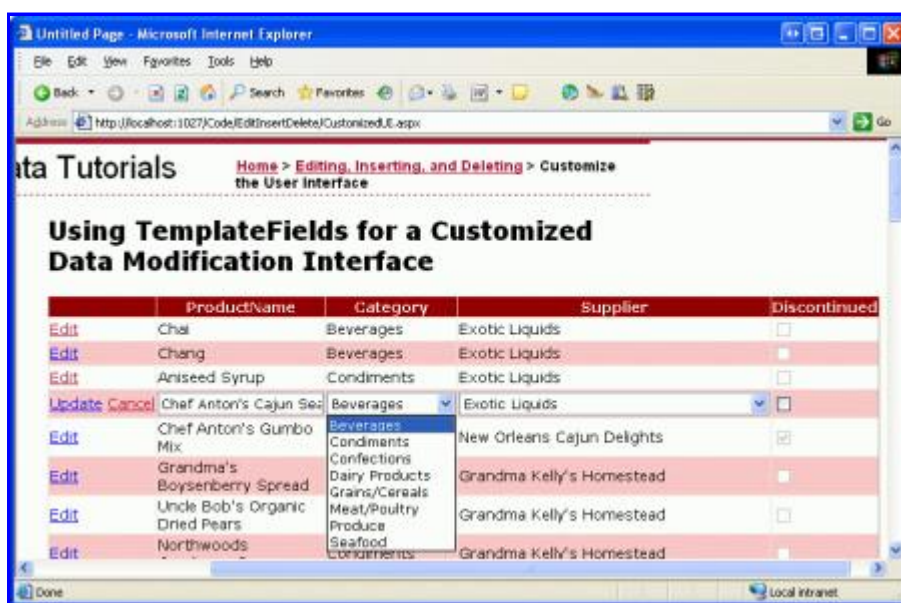 Untitled Page - Microsoft Internet Explorer
File Edit View Favorites Tools Help
Back Search Favorites
Address http://localhost:1027/Code/EditInsertDelete/CustomizedUI.aspx Go
ata Tutorials
Home > Editing, Inserting, and Deleting > Customize
the User Interface
Using TemplateFields for a Customized
Data Modification Interface
ProductName Category Supplier Discontinued
Edit Chai Beverages Exotic Liquids
Edit Chang Beverages Exotic Liquids
Edit Aniseed Syrup Condiments Exotic Liquids
Update Cancel Chef Anton's Cajun Sea Beverages Exotic Liquids
Beverages
Condiments
Confections
Dairy Products
Grains/Cereals
Meat/Poultry
Produce
Seafood
Edit Chef Anton's Gumbo
Mix New Orleans Cajun Delights
Edit Grandma's
Boysenberry Spread Grandma Kelly's Homestead
Edit Uncle Bob's Organic
Dried Pears Grandma Kelly's Homestead
Edit Northwoods Condiments Grandma Kelly's Homestead
Done Local intranet